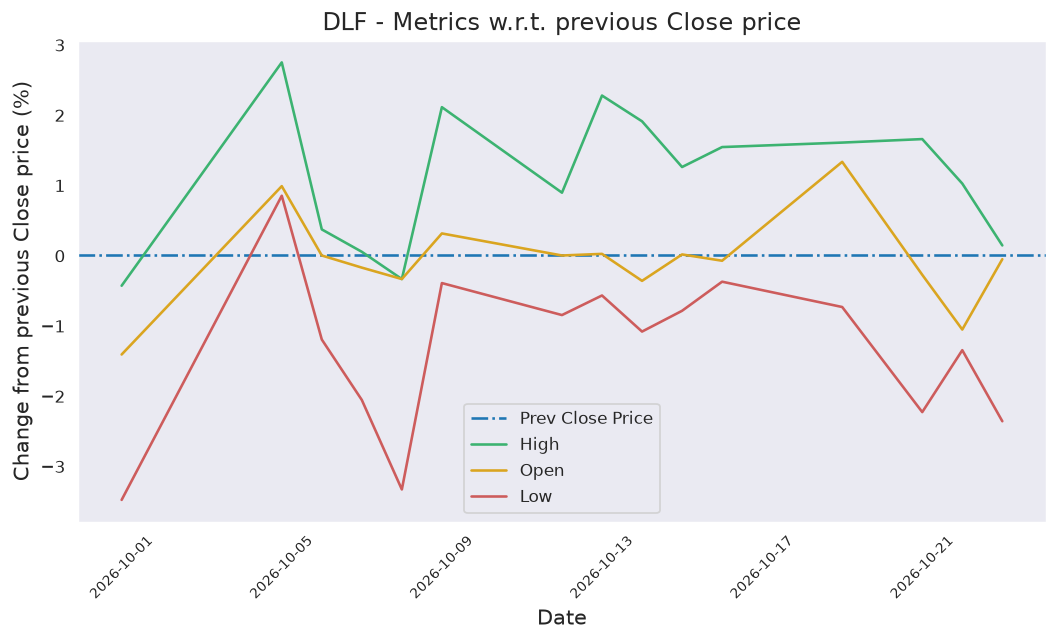 DLF - Metrics w.r.t. previous Close price
Change from previous Close price (%)
3
2
1
0
−1
−2
−3
Prev Close Price
High
Open
Low
2026-10-01
2026-10-05
2026-10-09
2026-10-13
2026-10-17
2026-10-21
Date